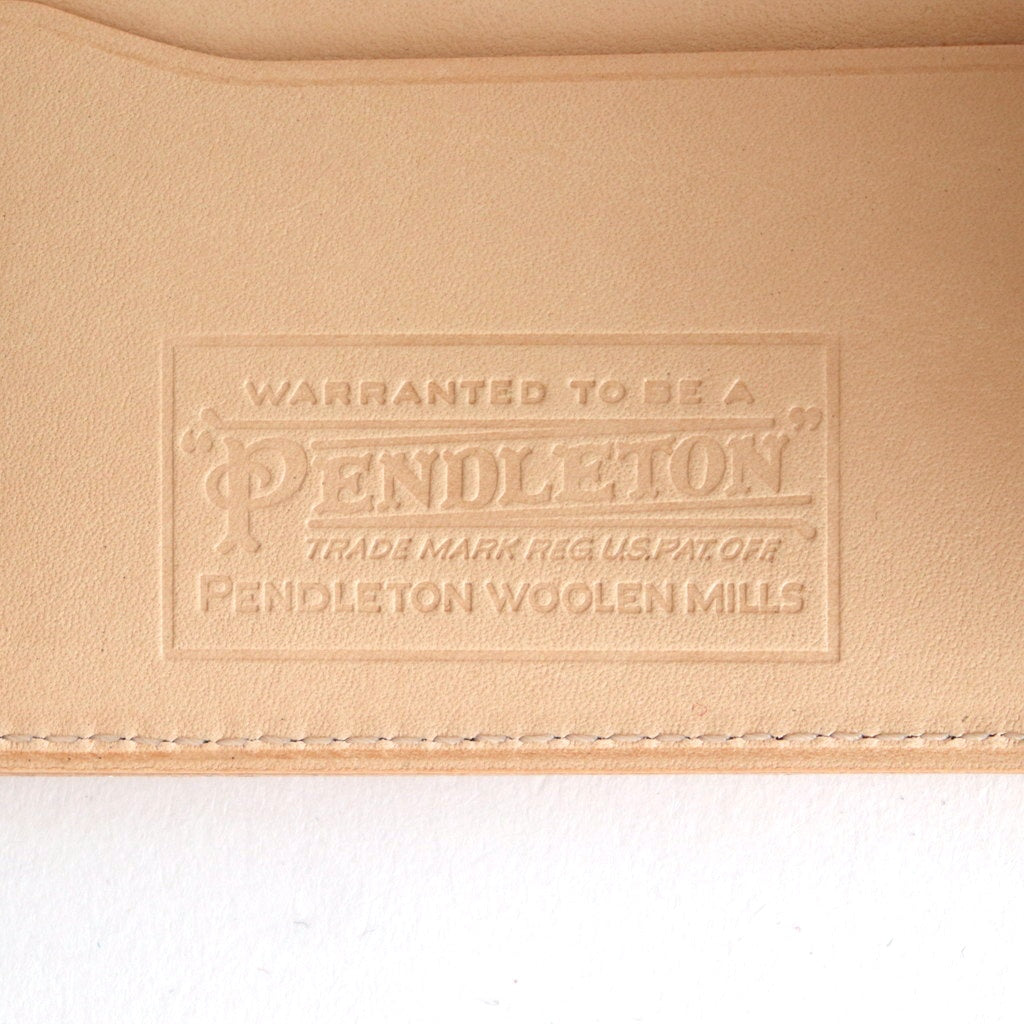 WARRANTED TO BE A
"PENDLETON"
TRADE MARK REG. U.S. PAT. OFF.
PENDLETON WOOLEN MILLS